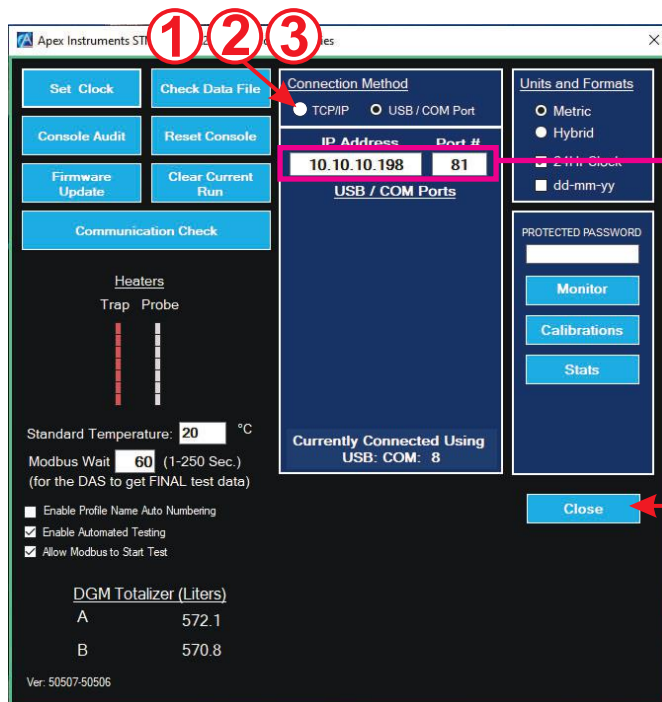 1 2 3
Apex Instruments ST
Set Clock
Check Data File
Console Audit
Reset Console
Firmware
Update
Clear Current
Run
Communication Check
Heaters
Trap Probe
Standard Temperature: 20 °C
Modbus Wait 60 (1-250 Sec.)
(for the DAS to get FINAL test data)
Enable Profile Name Auto Numbering
Enable Automated Testing
Allow Modbus to Start Test
DGM Totalizer (Liters)
A 572.1
B 570.8
Ver: 50507-50506
Connection Method
TCP/IP USB / COM Port
IP Address Port #
10.10.10.198 81
USB / COM Ports
Currently Connected Using
USB: COM: 8
Units and Formats
Metric
Hybrid
24Hr Clock
dd-mm-yy
PROTECTED PASSWORD
Monitor
Calibrations
Stats
Close